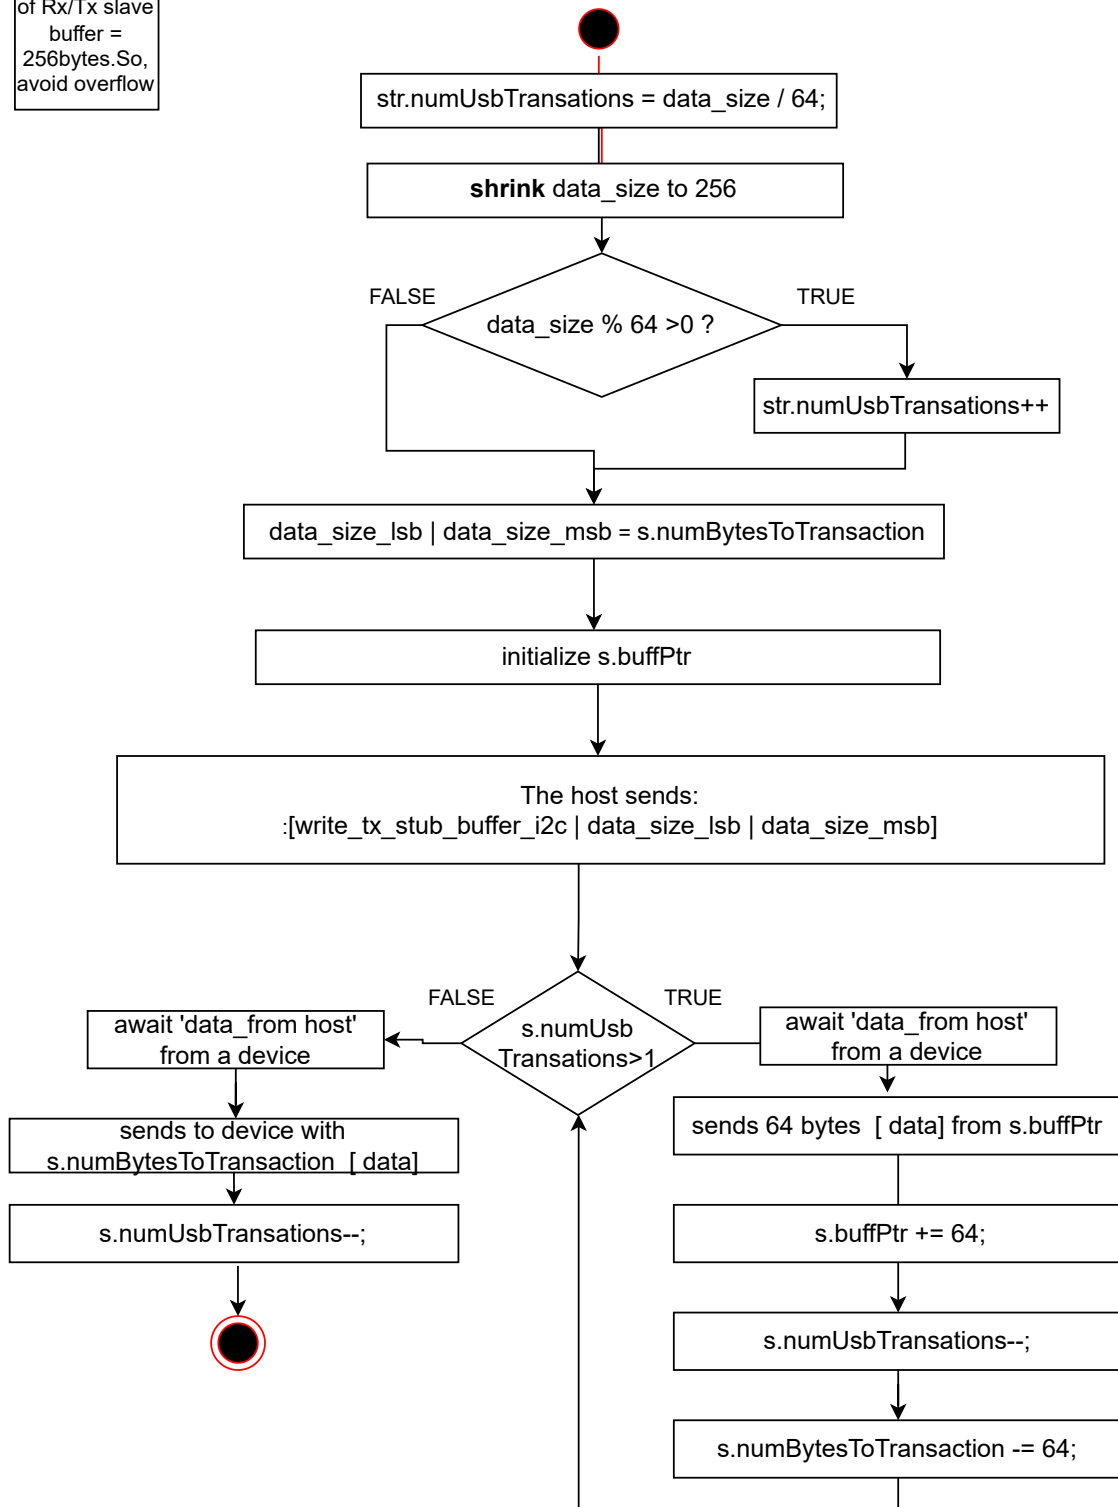 of Rx/Tx slave
buffer =
256bytes.So,
avoid overflow
str.numUsbTransations = data_size / 64;
shrink data_size to 256
FALSE
TRUE
data_size % 64 >0 ?
str.numUsbTransations++
data_size_lsb | data_size_msb = s.numBytesToTransaction
initialize s.buffPtr
The host sends:
:[write_tx_stub_buffer_i2c | data_size_lsb | data_size_msb]
FALSE
TRUE
s.numUsb
Transations>1
await 'data_from host'
from a device
sends to device with
s.numBytesToTransaction [ data]
s.numUsbTransations--;
await 'data_from host'
from a device
sends 64 bytes [ data] from s.buffPtr
s.buffPtr += 64;
s.numUsbTransations--;
s.numBytesToTransaction -= 64;